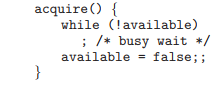 acquire() {
while (!available)
; /* busy wait */
available = false;;
}